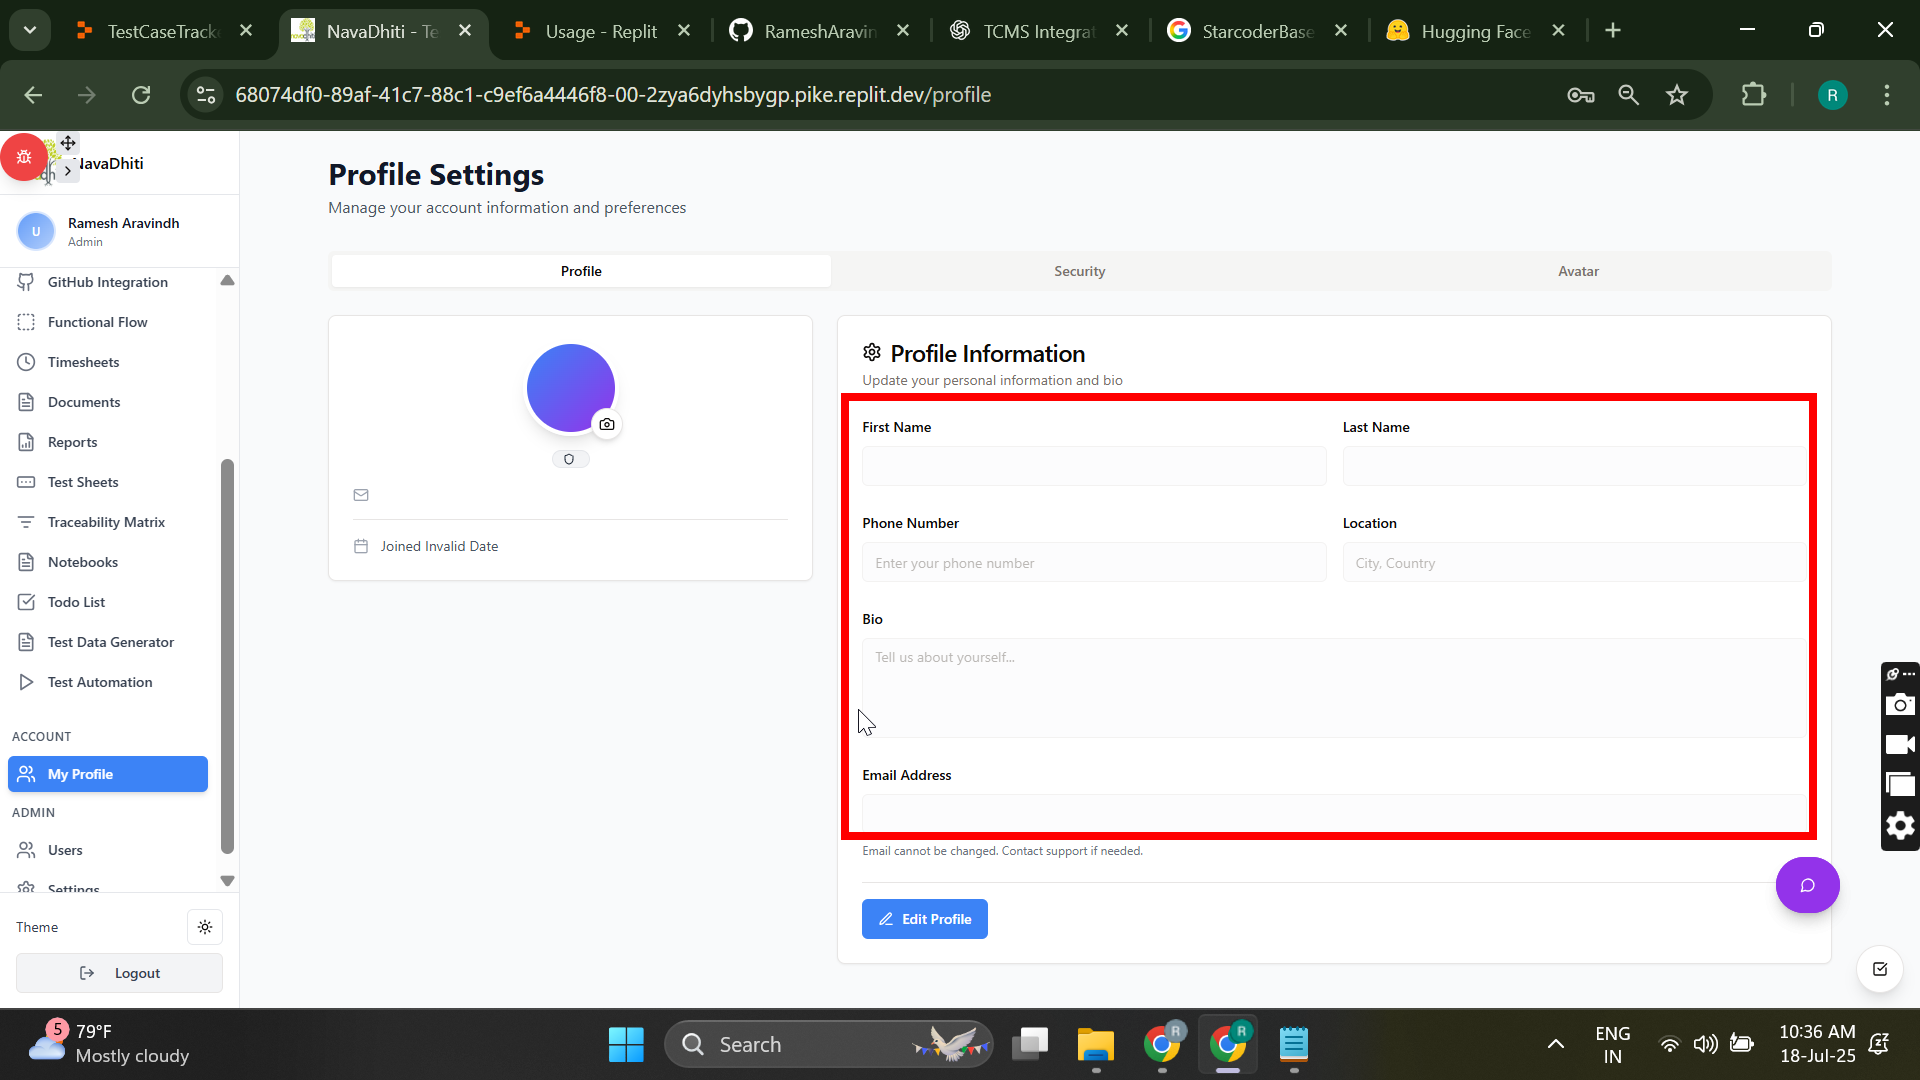 TestCaseTracke
NavaDhiti - Te
Usage - Replit
RameshAravin
TCMS Integrat
StarcoderBase
Hugging Face
68074df0-89af-41c7-88c1-c9ef6a4446f8-00-2zya6dyhsbygp.pike.replit.dev/profile
R
NavaDhiti
U
Ramesh Aravindh
Admin
GitHub Integration
Functional Flow
Timesheets
Documents
Reports
Test Sheets
Traceability Matrix
Notebooks
Todo List
Test Data Generator
Test Automation
ACCOUNT
My Profile
ADMIN
Users
Settings
Theme
Logout
Profile Settings
Manage your account information and preferences
Profile
Security
Avatar
Joined Invalid Date
Profile Information
Update your personal information and bio
First Name
Last Name
Phone Number
Location
Enter your phone number
City, Country
Bio
Tell us about yourself...
Email Address
Email cannot be changed. Contact support if needed.
Edit Profile
5
79°F
Mostly cloudy
Search
R
R
ENG
IN
10:36 AM
18-Jul-25